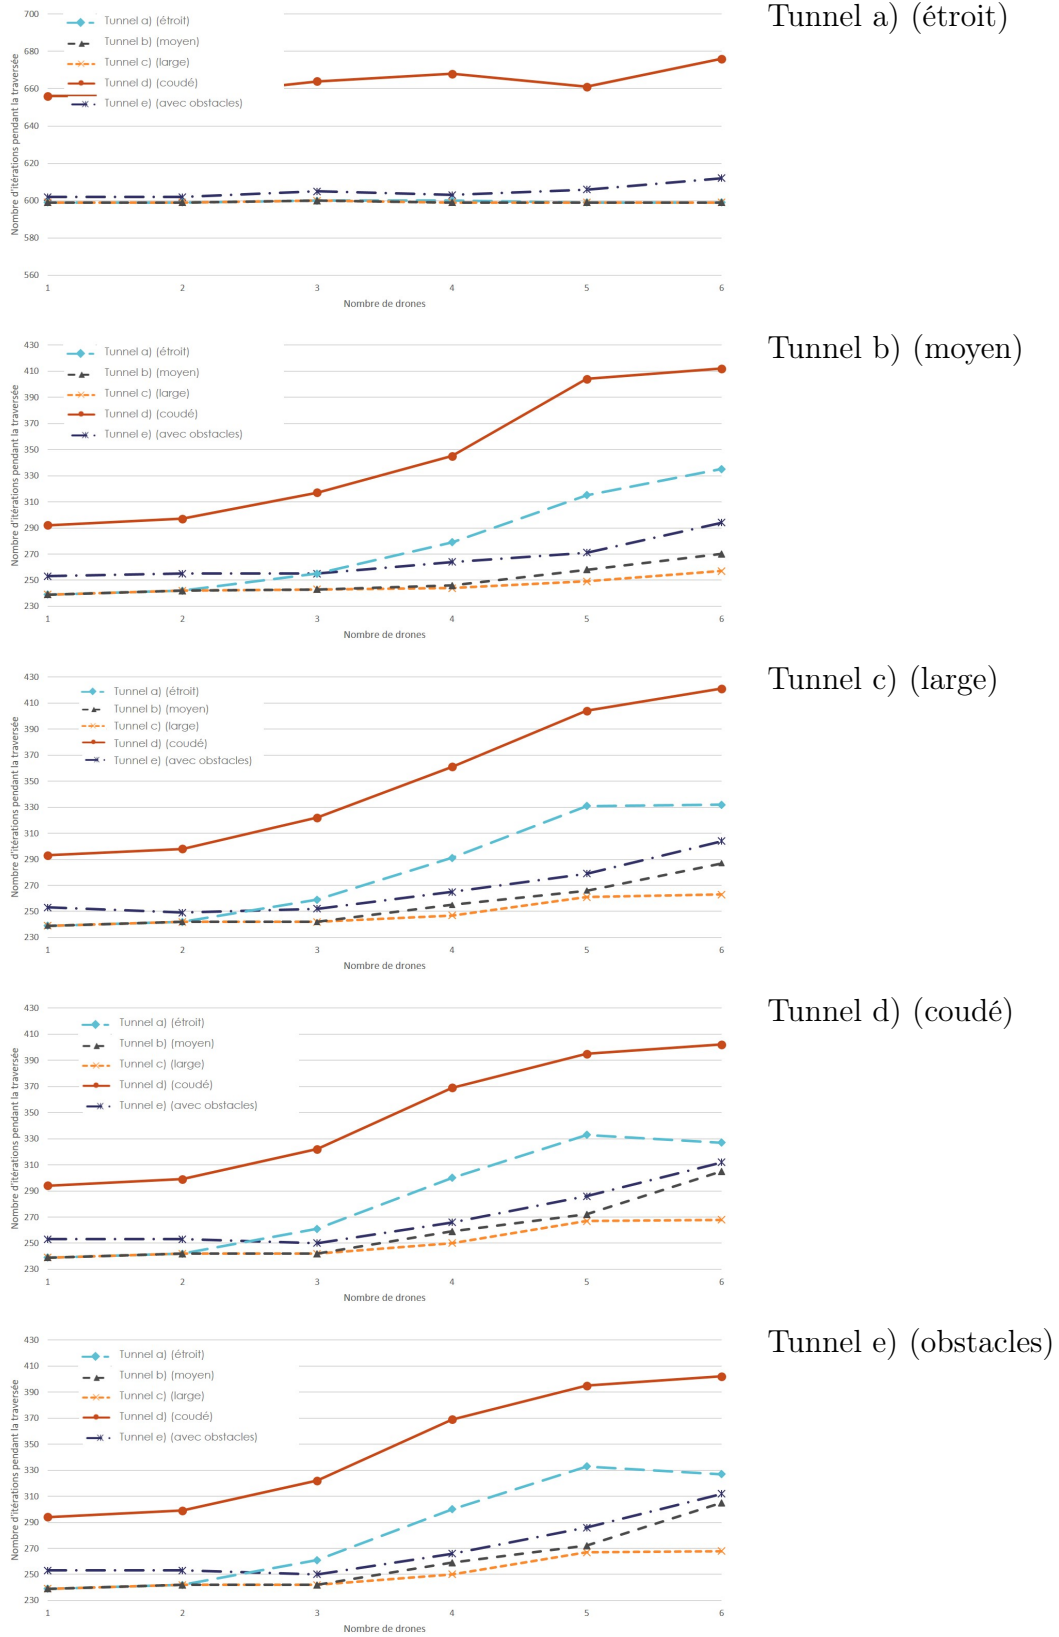 Tunnel a) (étroit)
700
680
660
640
620
600
580
560
Nombre d'itérations pendant la traversée
Tunnel a) (étroit)
Tunnel b) (moyen)
Tunnel c) (large)
Tunnel d) (coudé)
Tunnel e) (avec obstacles)
1 2 3 4 5 6
Nombre de drones
Tunnel b) (moyen)
430
410
390
370
350
330
310
290
270
250
230
Nombre d'itérations pendant la traversée
Tunnel a) (étroit)
Tunnel b) (moyen)
Tunnel c) (large)
Tunnel d) (coudé)
Tunnel e) (avec obstacles)
1 2 3 4 5 6
Nombre de drones
Tunnel c) (large)
430
410
390
370
350
330
310
290
270
250
230
Nombre d'itérations pendant la traversée
Tunnel a) (étroit)
Tunnel b) (moyen)
Tunnel c) (large)
Tunnel d) (coudé)
Tunnel e) (avec obstacles)
1 2 3 4 5 6
Nombre de drones
Tunnel d) (coudé)
430
410
390
370
350
330
310
290
270
250
230
Nombre d'itérations pendant la traversée
Tunnel a) (étroit)
Tunnel b) (moyen)
Tunnel c) (large)
Tunnel d) (coudé)
Tunnel e) (avec obstacles)
1 2 3 4 5 6
Nombre de drones
Tunnel e) (obstacles)
430
410
390
370
350
330
310
290
270
250
230
Nombre d'itérations pendant la traversée
Tunnel a) (étroit)
Tunnel b) (moyen)
Tunnel c) (large)
Tunnel d) (coudé)
Tunnel e) (avec obstacles)
1 2 3 4 5 6
Nombre de drones